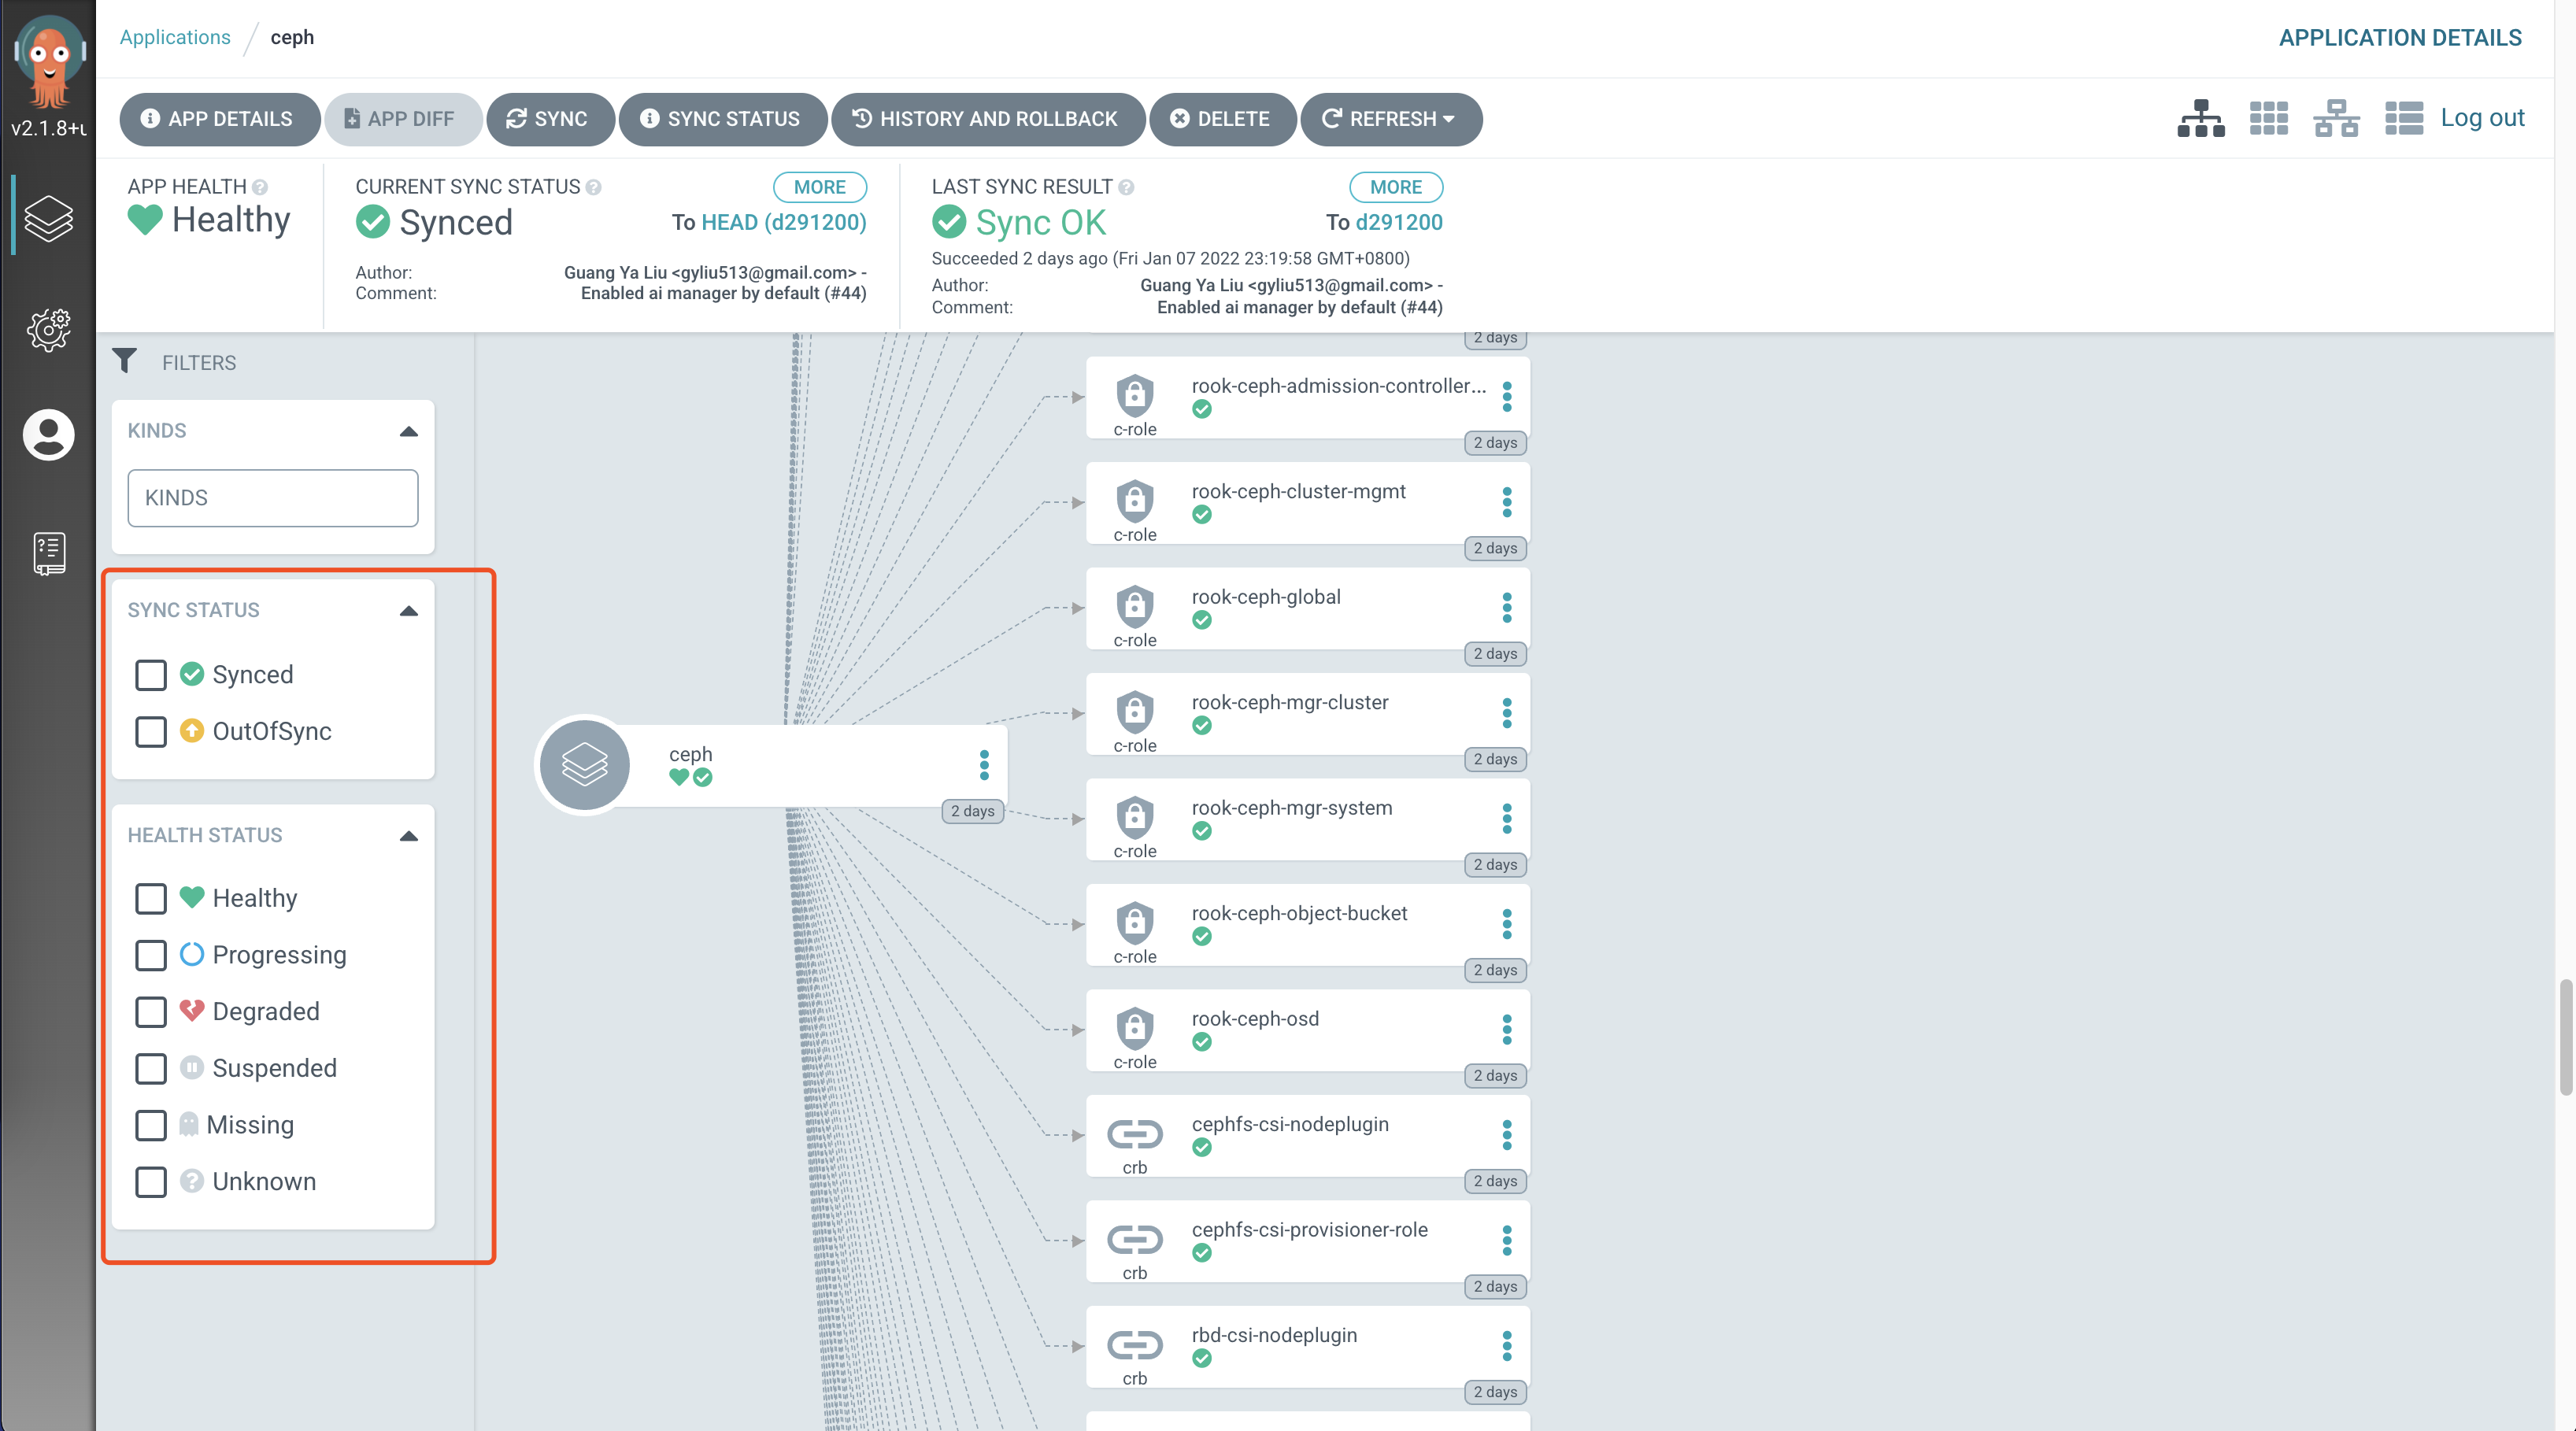 Applications / ceph
APPLICATION DETAILS
v2.1.8+u
APP DETAILS
APP DIFF
SYNC
SYNC STATUS
HISTORY AND ROLLBACK
DELETE
REFRESH
Log out
APP HEALTH
Healthy
CURRENT SYNC STATUS
MORE
Synced
To HEAD (d291200)
Author: Guang Ya Liu <gyliu513@gmail.com> -
Comment: Enabled ai manager by default (#44)
LAST SYNC RESULT
MORE
Sync OK
To d291200
Succeeded 2 days ago (Fri Jan 07 2022 23:19:58 GMT+0800)
Author: Guang Ya Liu <gyliu513@gmail.com> -
Comment: Enabled ai manager by default (#44)
FILTERS
KINDS
KINDS
SYNC STATUS
Synced
OutOfSync
HEALTH STATUS
Healthy
Progressing
Degraded
Suspended
Missing
Unknown
ceph
2 days
2 days
rook-ceph-admission-controller...
c-role
2 days
rook-ceph-cluster-mgmt
c-role
2 days
rook-ceph-global
c-role
2 days
rook-ceph-mgr-cluster
c-role
2 days
rook-ceph-mgr-system
c-role
2 days
rook-ceph-object-bucket
c-role
2 days
rook-ceph-osd
c-role
2 days
cephfs-csi-nodeplugin
crb
2 days
cephfs-csi-provisioner-role
crb
2 days
rbd-csi-nodeplugin
crb
2 days